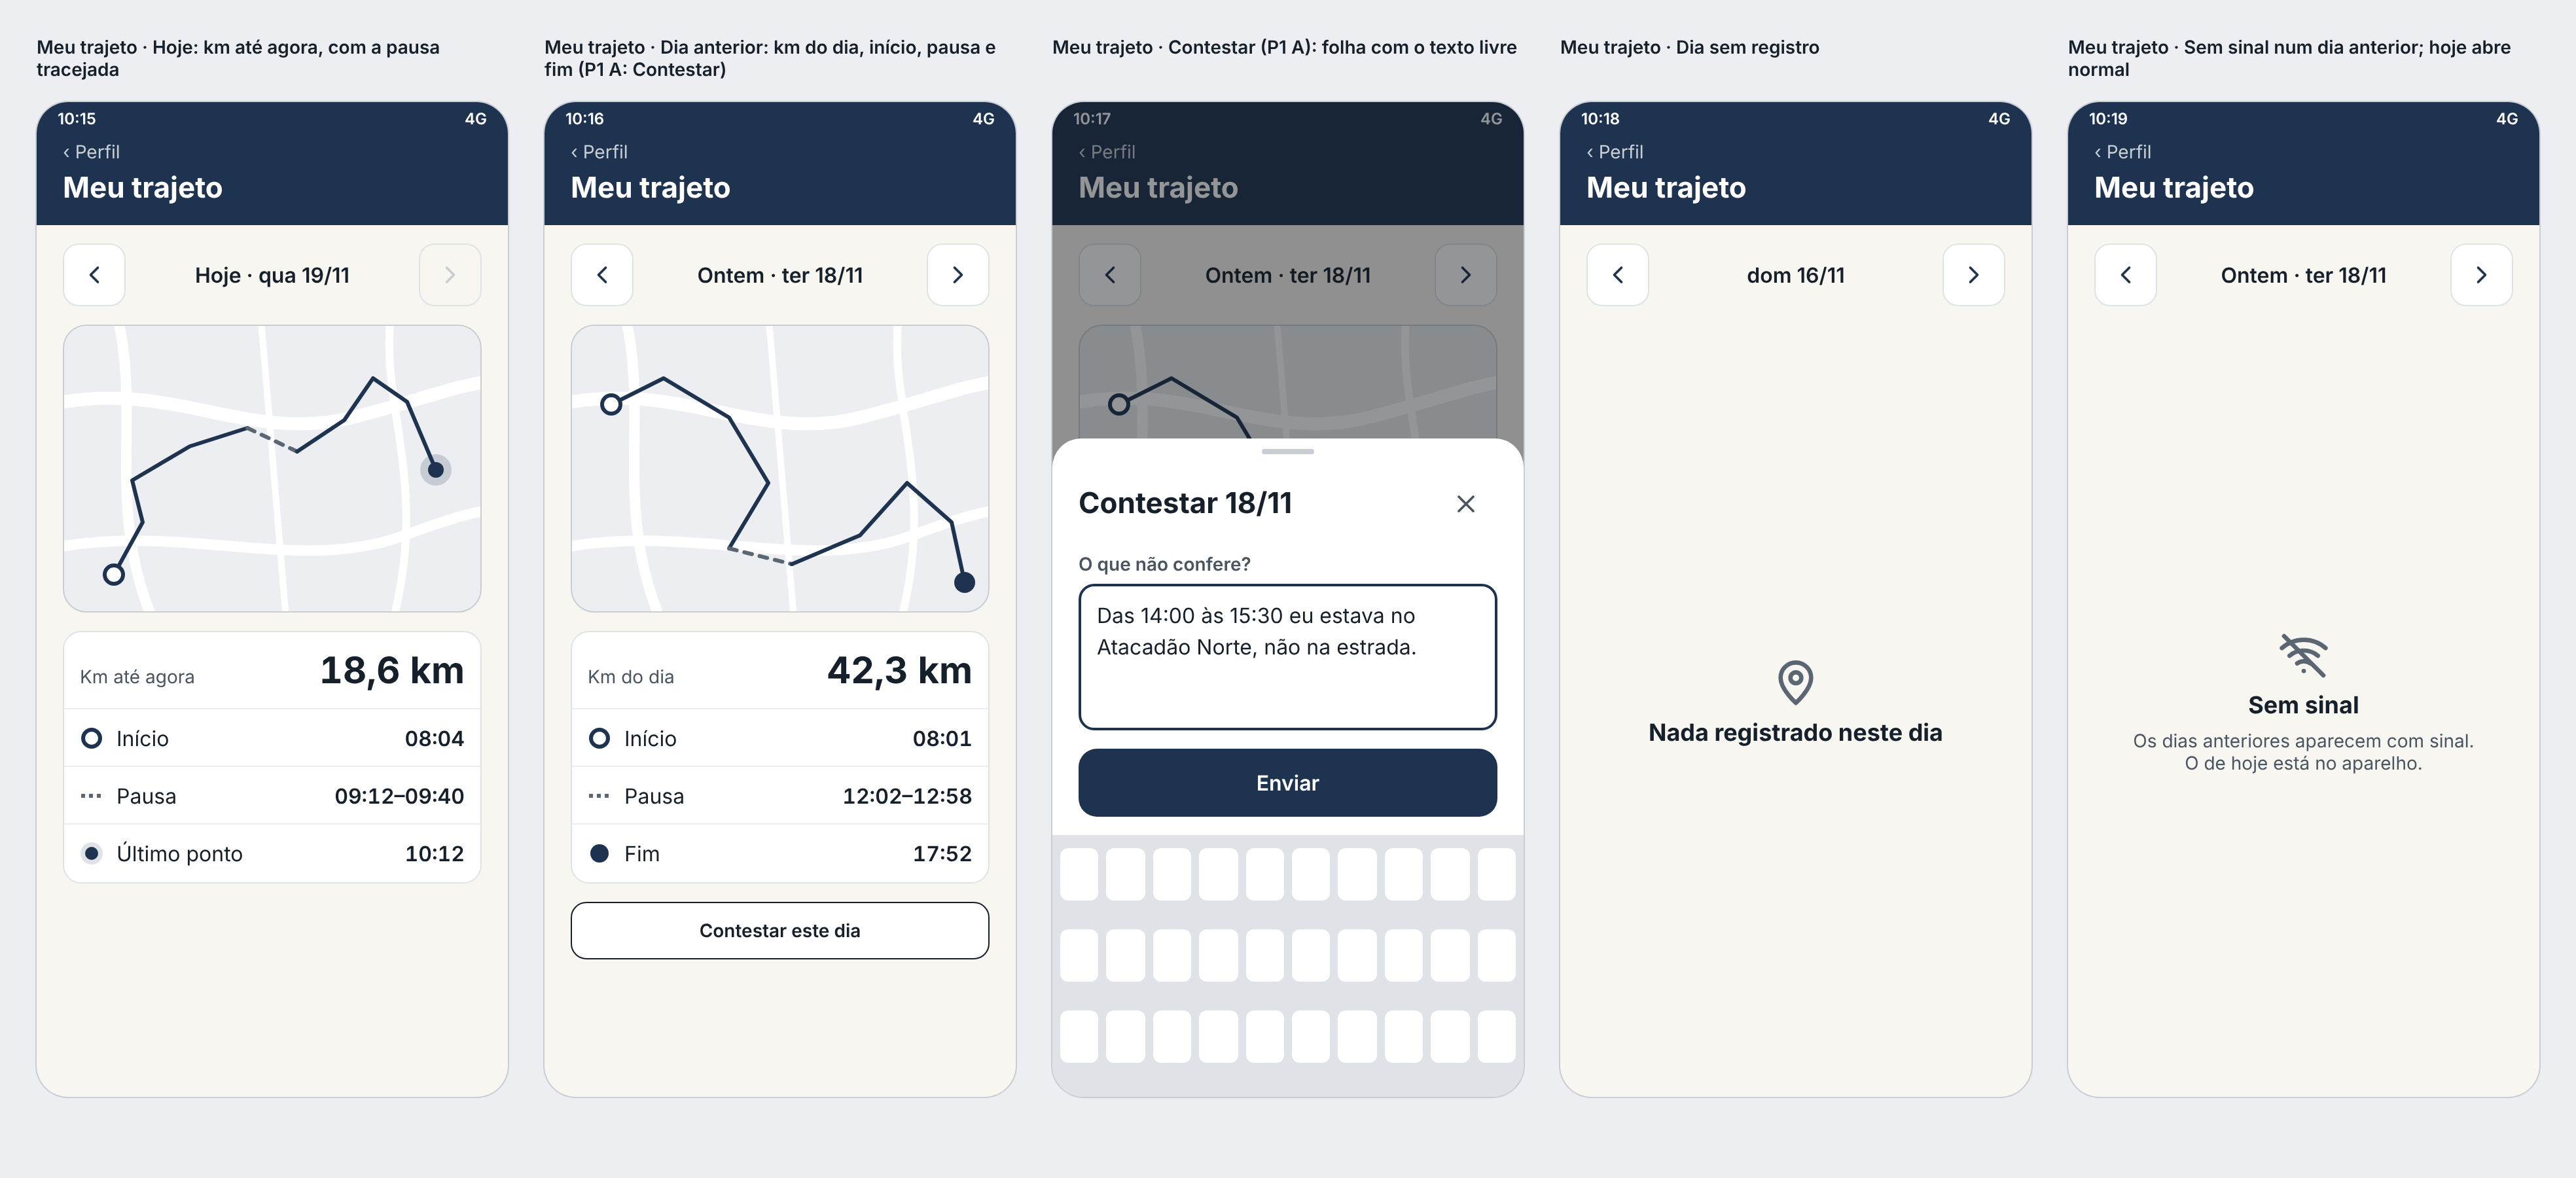 Meu trajeto · Hoje: km até agora, com a pausa
tracejada
10:15
4G
‹ Perfil
Meu trajeto
Hoje · qua 19/11
Km até agora
18,6 km
Início
08:04
Pausa
09:12–09:40
Último ponto
10:12
Meu trajeto · Dia anterior: km do dia, início, pausa e
fim (P1 A: Contestar)
10:16
4G
‹ Perfil
Meu trajeto
Ontem · ter 18/11
Km do dia
42,3 km
Início
08:01
Pausa
12:02–12:58
Fim
17:52
Contestar este dia
Meu trajeto · Contestar (P1 A): folha com o texto livre
10:17
4G
‹ Perfil
Meu trajeto
Ontem · ter 18/11
Contestar 18/11
O que não confere?
Das 14:00 às 15:30 eu estava no
Atacadão Norte, não na estrada.
Enviar
Meu trajeto · Dia sem registro
10:18
4G
‹ Perfil
Meu trajeto
dom 16/11
Nada registrado neste dia
Meu trajeto · Sem sinal num dia anterior; hoje abre
normal
10:19
4G
‹ Perfil
Meu trajeto
Ontem · ter 18/11
Sem sinal
Os dias anteriores aparecem com sinal.
O de hoje está no aparelho.